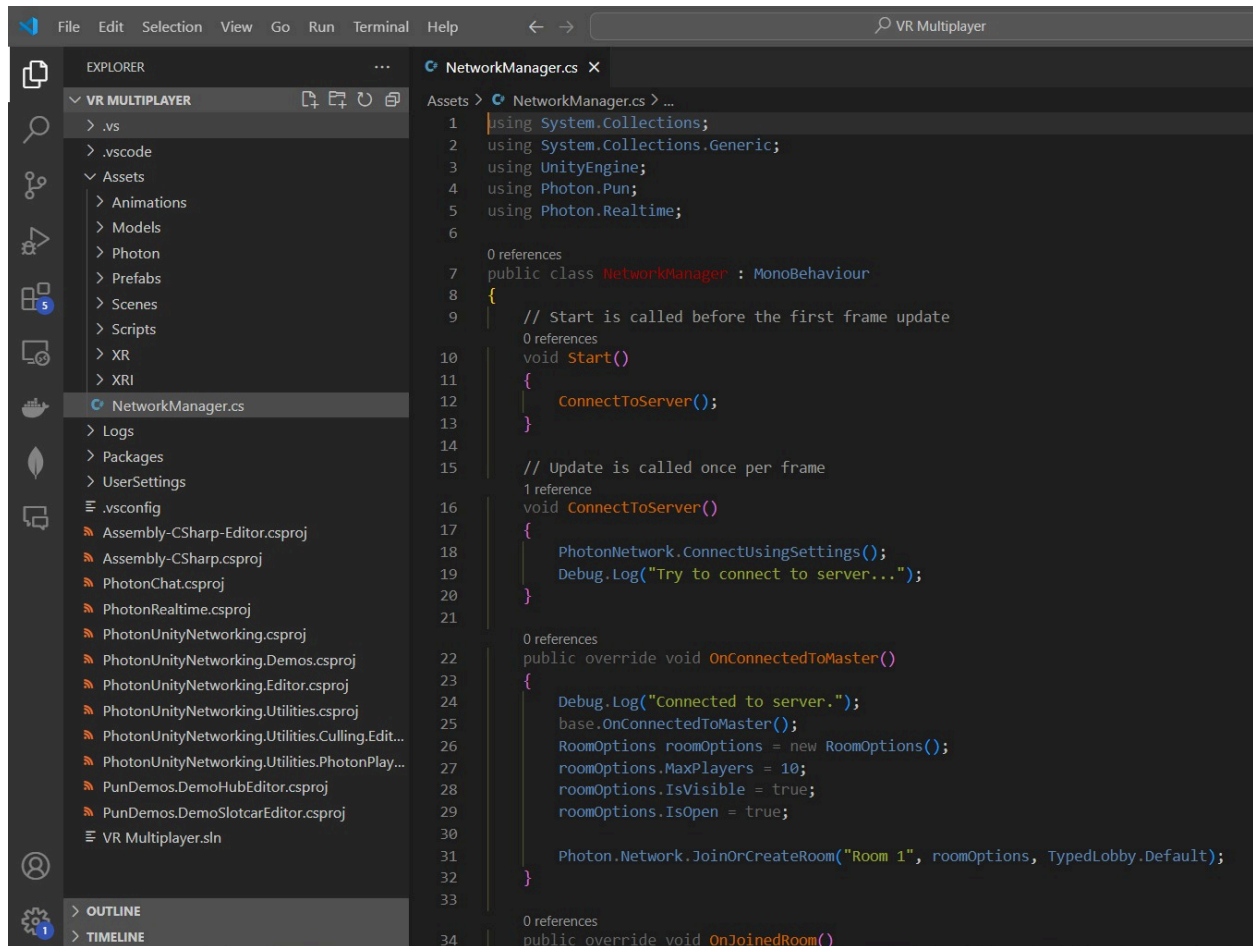 File Edit Selection View Go Run Terminal Help
VR Multiplayer
EXPLORER
VR MULTIPLAYER
.vs
.vscode
Assets
Animations
Models
Photon
Prefabs
Scenes
Scripts
XR
XRI
NetworkManager.cs
Logs
Packages
UserSettings
.vsconfig
Assembly-CSharp-Editor.csproj
Assembly-CSharp.csproj
PhotonChat.csproj
PhotonRealtime.csproj
PhotonUnityNetworking.csproj
PhotonUnityNetworking.Demos.csproj
PhotonUnityNetworking.Editor.csproj
PhotonUnityNetworking.Utilities.csproj
PhotonUnityNetworking.Utilities.Culling.Edit...
PhotonUnityNetworking.Utilities.PhotonPlay...
PunDemos.DemoHubEditor.csproj
PunDemos.DemoSlotcarEditor.csproj
VR Multiplayer.sln
OUTLINE
TIMELINE
5
1
NetworkManager.cs
Assets > NetworkManager.cs > ...
1 using System.Collections;
2 using System.Collections.Generic;
3 using UnityEngine;
4 using Photon.Pun;
5 using Photon.Realtime;
6
0 references
7 public class NetworkManager : MonoBehaviour
8 {
9 // Start is called before the first frame update
0 references
10 void Start()
11 {
12 ConnectToServer();
13 }
14
15 // Update is called once per frame
1 reference
16 void ConnectToServer()
17 {
18 PhotonNetwork.ConnectUsingSettings();
19 Debug.Log("Try to connect to server...");
20 }
21
0 references
22 public override void OnConnectedToMaster()
23 {
24 Debug.Log("Connected to server.");
25 base.OnConnectedToMaster();
26 RoomOptions roomOptions = new RoomOptions();
27 roomOptions.MaxPlayers = 10;
28 roomOptions.IsVisible = true;
29 roomOptions.IsOpen = true;
30
31 Photon.Network.JoinOrCreateRoom("Room 1", roomOptions, TypedLobby.Default);
32 }
33
0 references
34 public override void OnJoinedRoom()